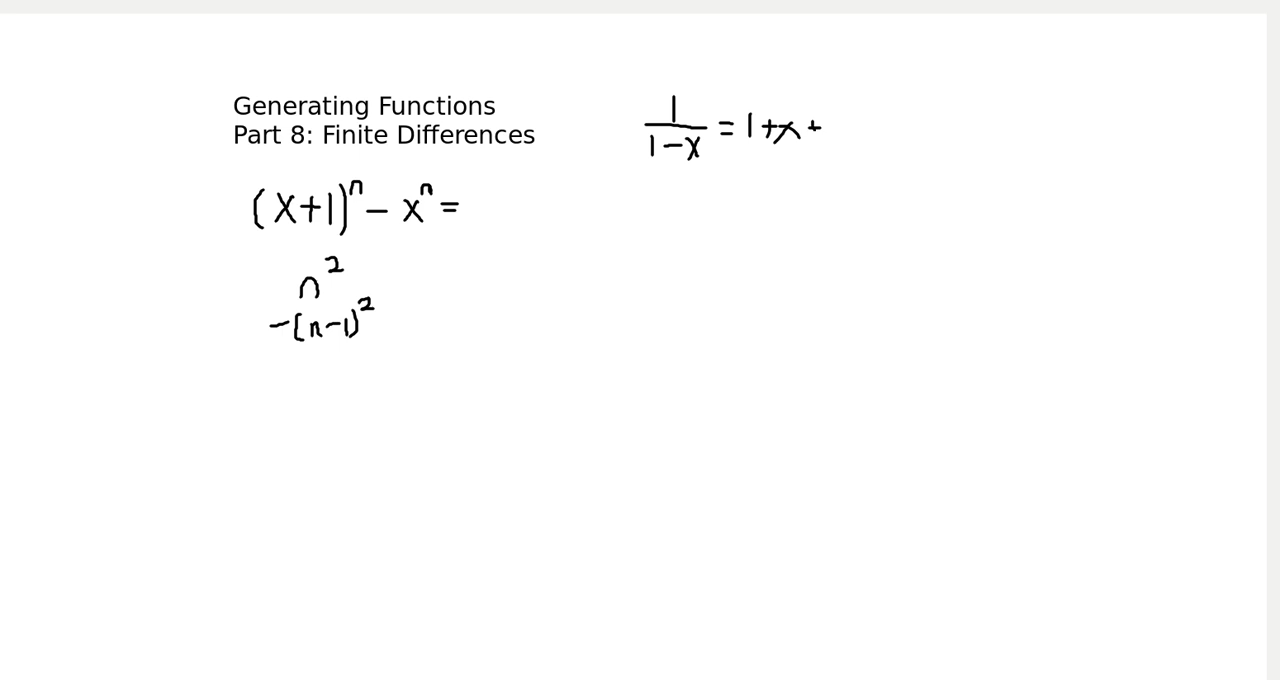 Generating Functions
Part 8: Finite Differences
(x+1)^n - x^n =
n^2
-(n-1)^2
1/(1-x) = 1+x+